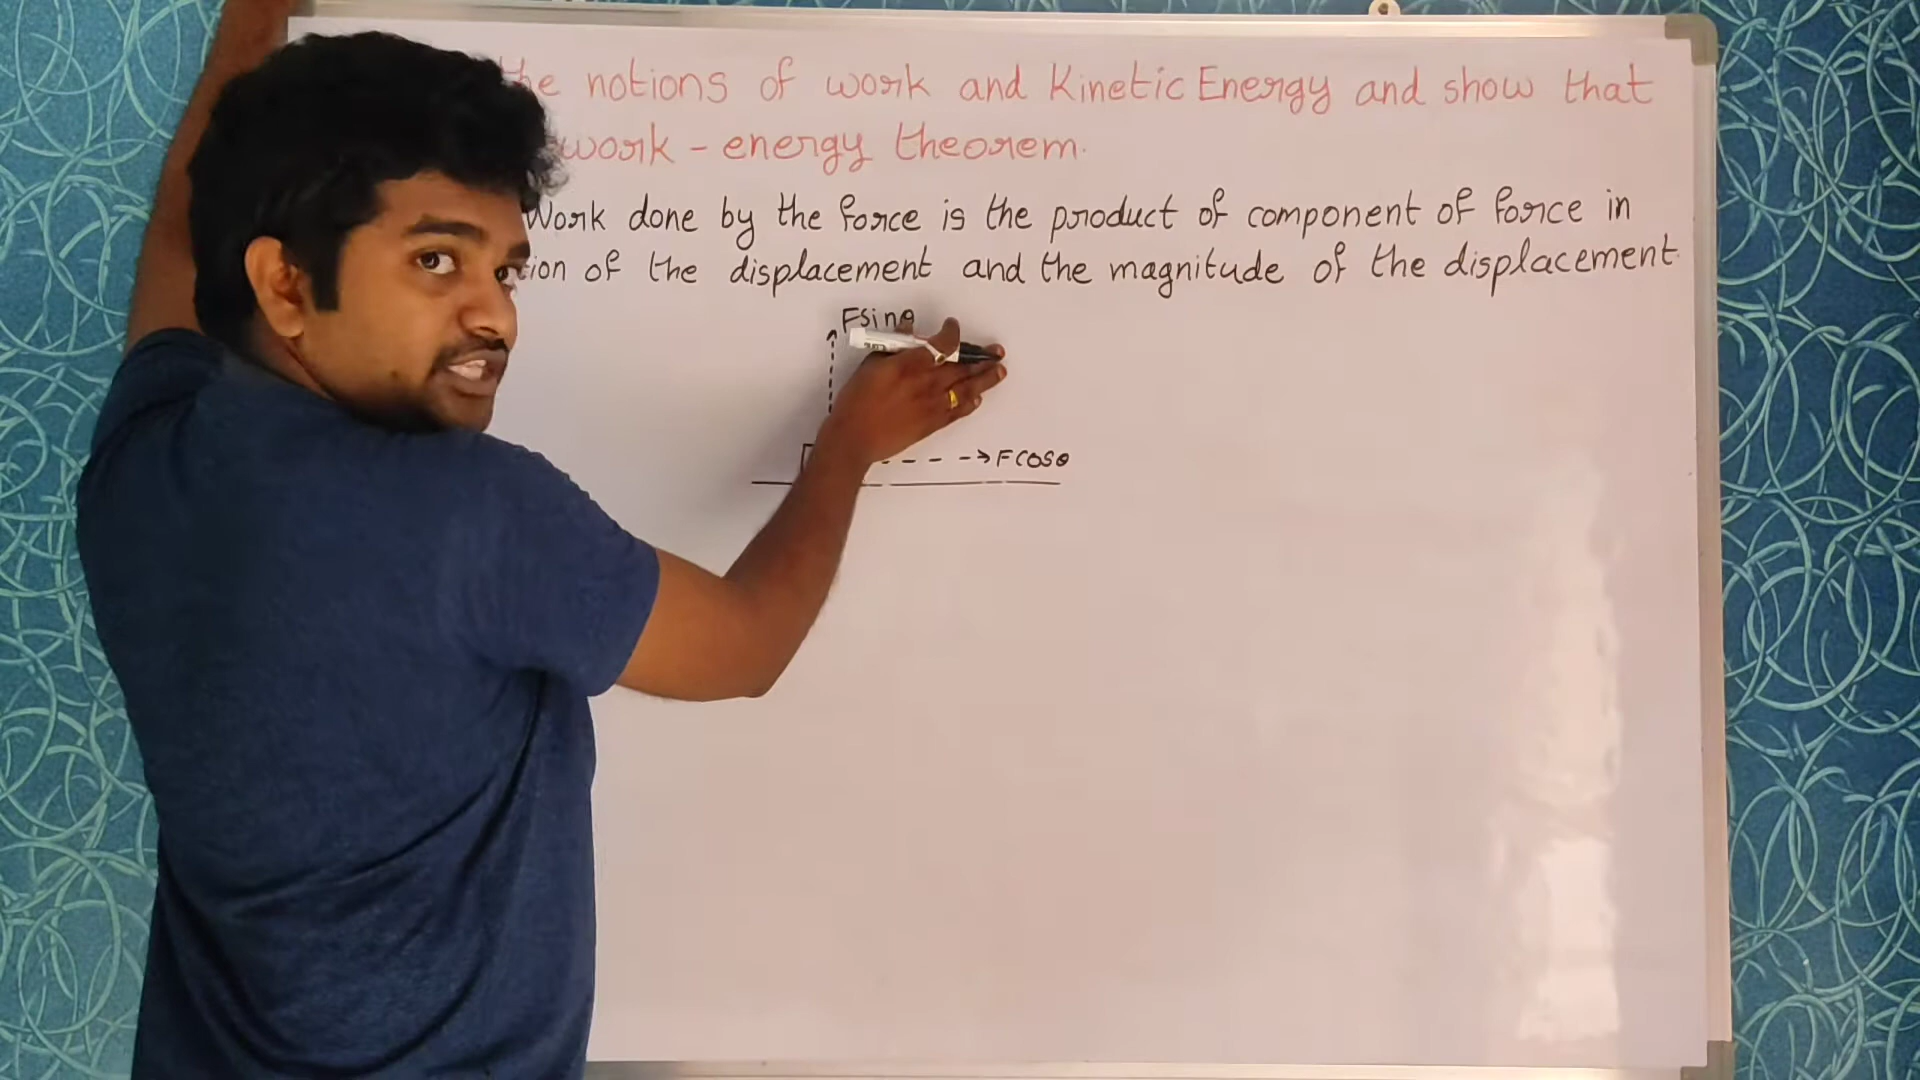 the notions of work and Kinetic Energy and show that
work - energy theorem.
Work done by the force is the product of component of force in
of the displacement and the magnitude of the displacement.
Fsinθ
FCOSθ